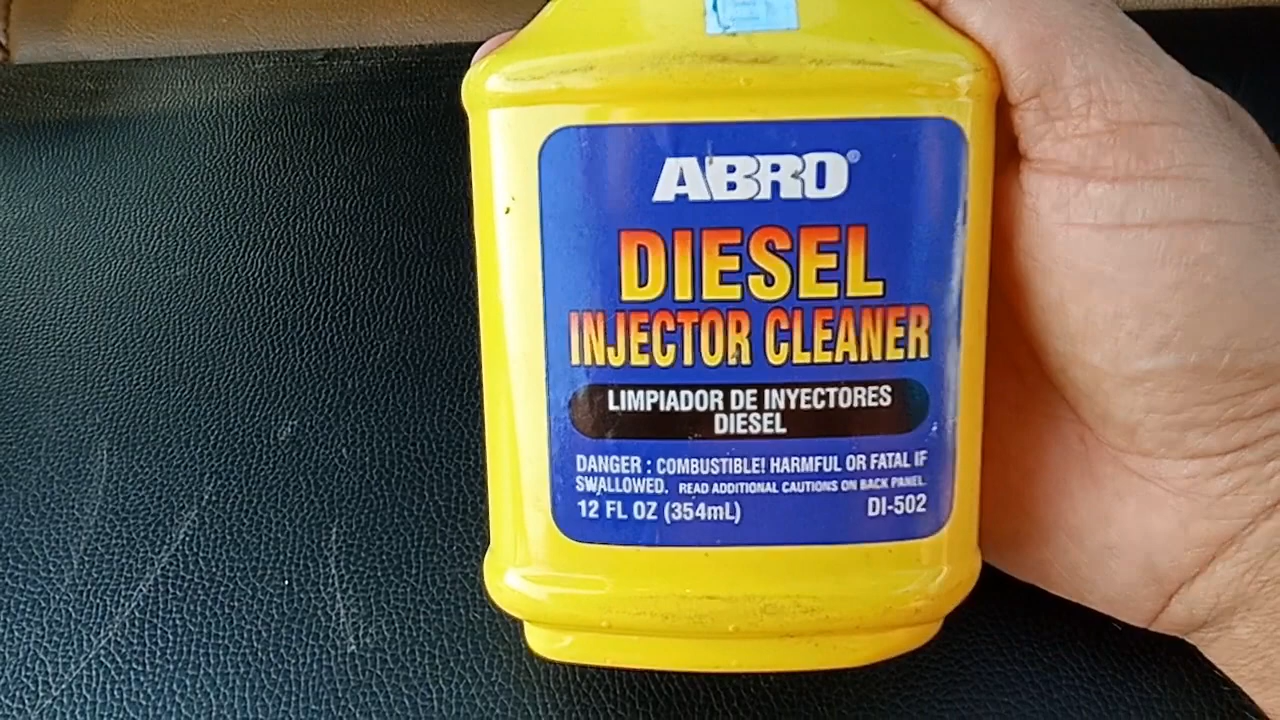 ABRO®
DIESEL
INJECTOR CLEANER
LIMPIADOR DE INYECTORES
DIESEL
DANGER : COMBUSTIBLE! HARMFUL OR FATAL IF
SWALLOWED. READ ADDITIONAL CAUTIONS ON BACK PANEL.
12 FL OZ (354mL) DI-502